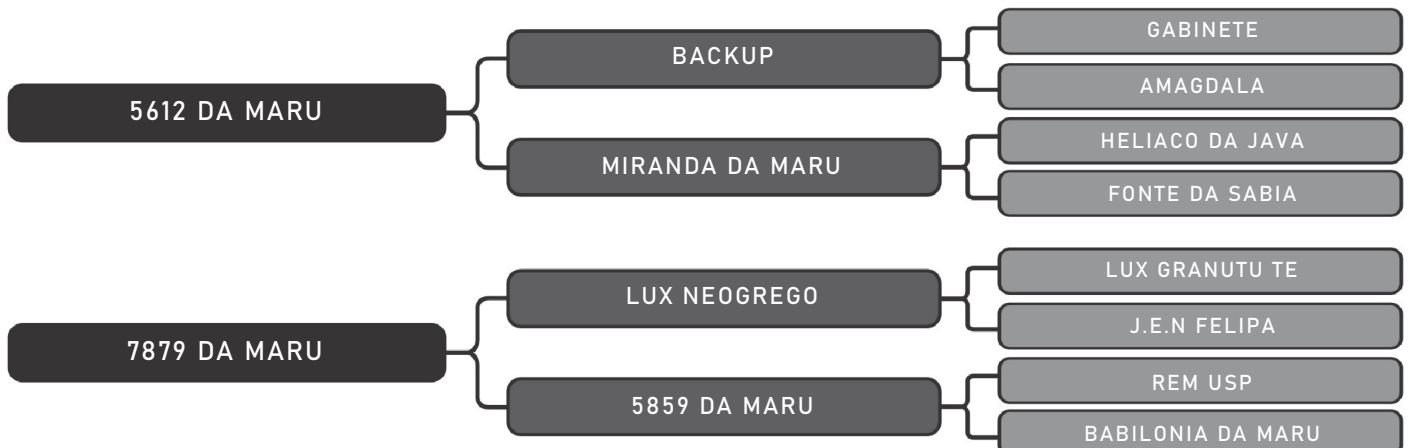 GABINETE
BACKUP
AMAGDALA
5612 DA MARU
HELIACO DA JAVA
MIRANDA DA MARU
FONTE DA SABIA
LUX GRANUTU TE
LUX NEOGREGO
J.E.N FELIPA
7879 DA MARU
REM USP
5859 DA MARU
BABILONIA DA MARU